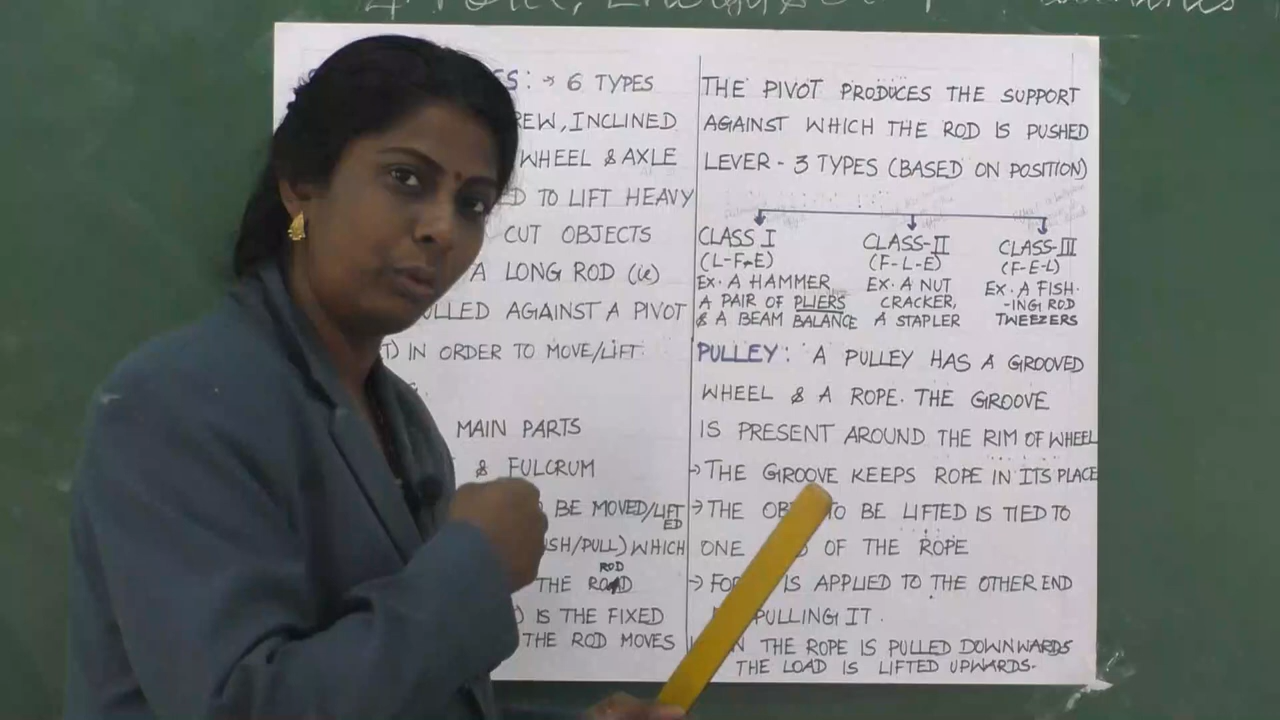 4.
S: → 6 TYPES
REW, INCLINED
WHEEL & AXLE
ED TO LIFT HEAVY
CUT OBJECTS
A LONG ROD (ie)
ULLED AGAINST A PIVOT
T) IN ORDER TO MOVE/LIFT.
MAIN PARTS
& FULCRUM
BE MOVED/LIFTED
SH/PULL) WHICH
ROD
THE ROAD
) IS THE FIXED
THE ROD MOVES
THE PIVOT PRODUCES THE SUPPORT
AGAINST WHICH THE ROD IS PUSHED
LEVER - 3 TYPES (BASED ON POSITION)
CLASS I
(L-F-E)
EX. A HAMMER,
A PAIR OF PLIERS
& A BEAM BALANCE
CLASS-II
(F-L-E)
EX. A NUT
CRACKER,
A STAPLER
CLASS-III
(F-E-L)
EX. A FISH-
-ING ROD
TWEEZERS
PULLEY: A PULLEY HAS A GROOVED
WHEEL & A ROPE. THE GROOVE
IS PRESENT AROUND THE RIM OF WHEEL
→ THE GROOVE KEEPS ROPE IN ITS PLACE
→ THE OBJ TO BE LIFTED IS TIED TO
ONE OF THE ROPE
→ FO IS APPLIED TO THE OTHER END
PULLING IT.
THE ROPE IS PULLED DOWNWARDS
THE LOAD IS LIFTED UPWARDS.